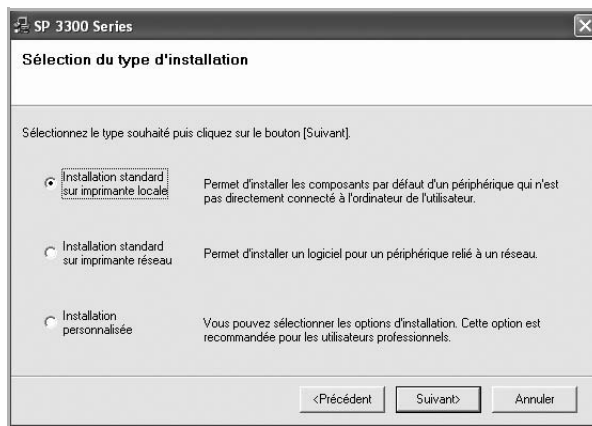 SP 3300 Series
Sélection du type d'installation
Sélectionnez le type souhaité puis cliquez sur le bouton [Suivant].
Installation standard
sur imprimante locale
Permet d'installer les composants par défaut d'un périphérique qui n'est
pas directement connecté à l'ordinateur de l'utilisateur.
Installation standard
sur imprimante réseau
Permet d'installer un logiciel pour un périphérique relié à un réseau.
Installation
personnalisée
Vous pouvez sélectionner les options d'installation. Cette option est
recommandée pour les utilisateurs professionnels.
<Précédent
Suivant>
Annuler